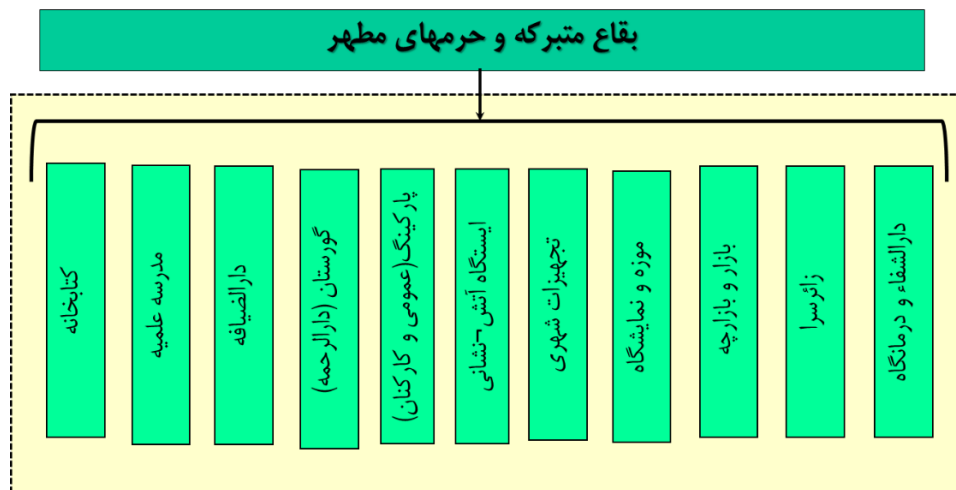 بقاع متبرکه و حرمهای مطهر
دارالشفاء و درمانگاه
زائرسرا
بازار و بازارچه
موزه و نمایشگاه
تجهیزات شهری
ایستگاه آتش¬نشانی
پارکینگ(عمومی و کارکنان)
گورستان (دارالرحمه)
دارالضیافه
مدرسه علمیه
کتابخانه